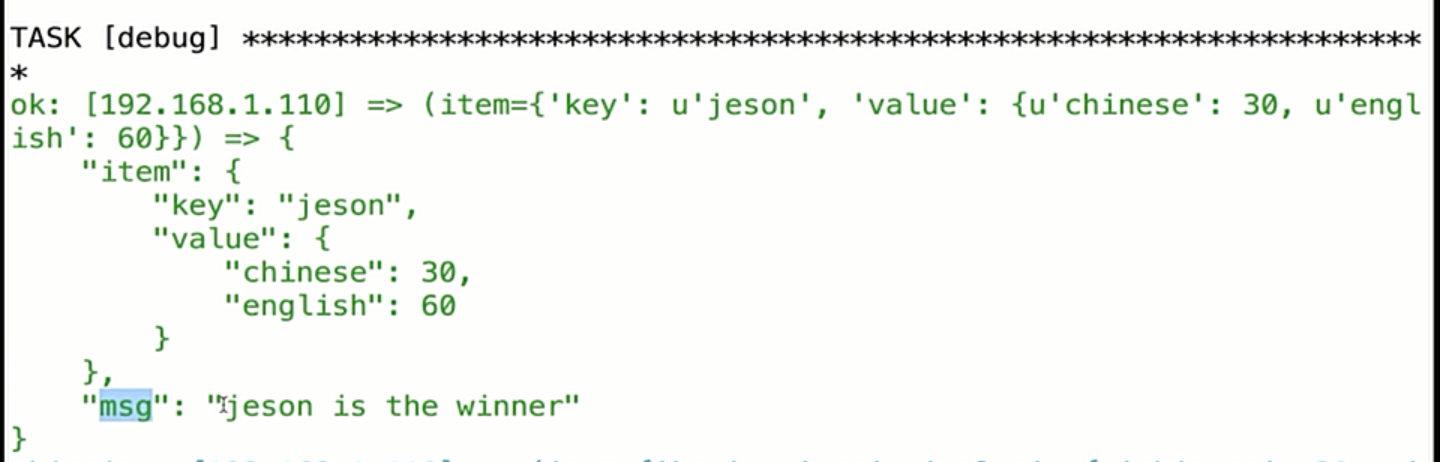 TASK [debug] ******************************************************************
*
ok: [192.168.1.110] => (item={'key': u'jeson', 'value': {u'chinese': 30, u'engl
ish': 60}}) => {
    "item": {
        "key": "jeson",
        "value": {
            "chinese": 30,
            "english": 60
        }
    },
    "msg": "jeson is the winner"
}